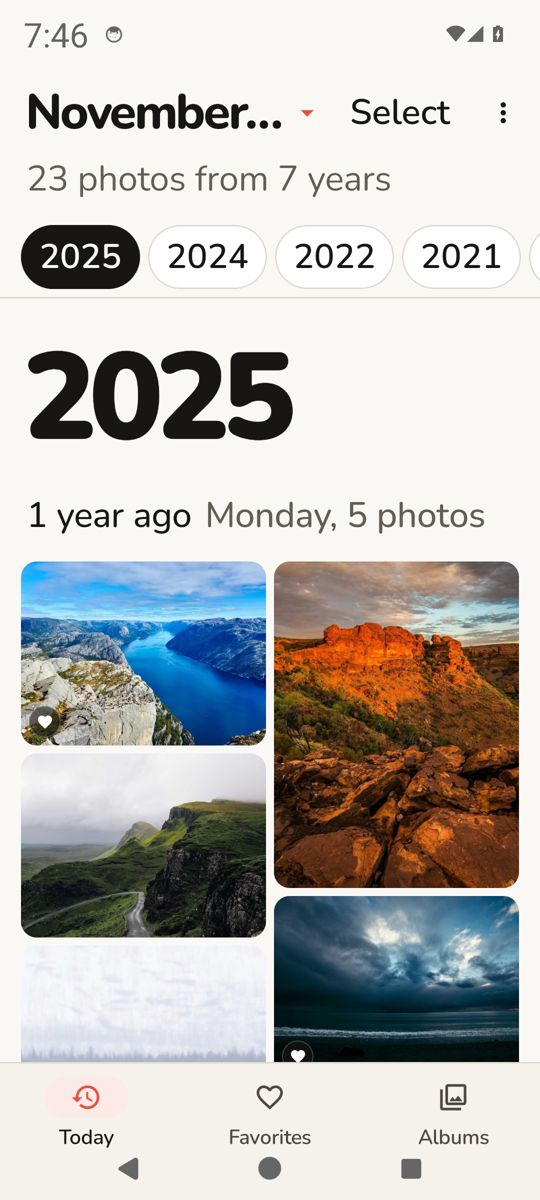 7:46
November...
Select
23 photos from 7 years
2025
2024
2022
2021
2025
1 year ago Monday, 5 photos
Today
Favorites
Albums